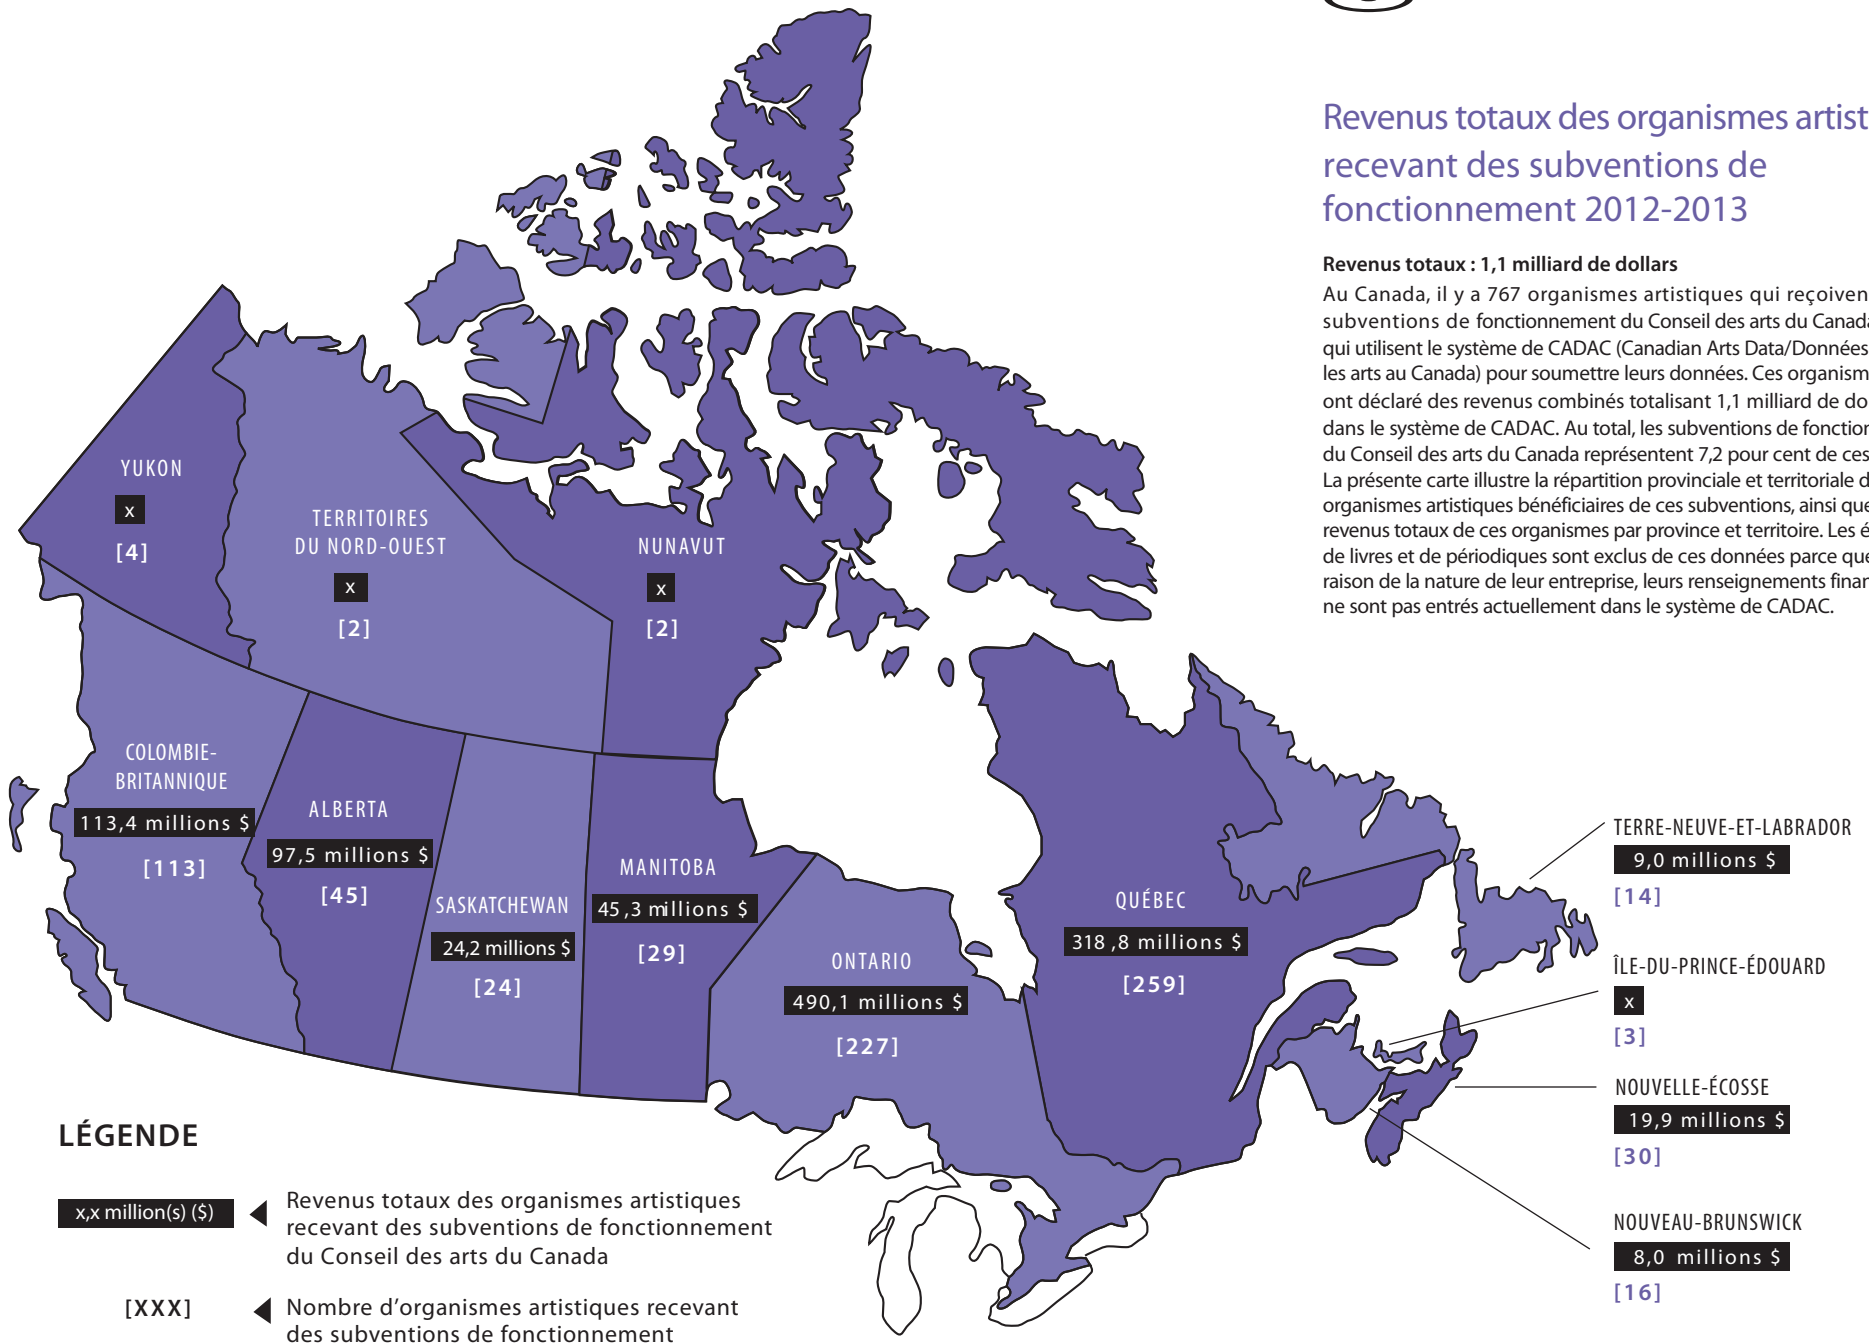 Revenus totaux des organismes artist
recevant des subventions de
fonctionnement 2012-2013
Revenus totaux : 1,1 milliard de dollars
Au Canada, il y a 767 organismes artistiques qui reçoiven
subventions de fonctionnement du Conseil des arts du Canada
qui utilisent le système de CADAC (Canadian Arts Data/Données
les arts au Canada) pour soumettre leurs données. Ces organism
ont déclaré des revenus combinés totalisant 1,1 milliard de do
dans le système de CADAC. Au total, les subventions de fonction
du Conseil des arts du Canada représentent 7,2 pour cent de ces
La présente carte illustre la répartition provinciale et territoriale d
organismes artistiques bénéficiaires de ces subventions, ainsi que
revenus totaux de ces organismes par province et territoire. Les é
de livres et de périodiques sont exclus de ces données parce que
raison de la nature de leur entreprise, leurs renseignements finan
ne sont pas entrés actuellement dans le système de CADAC.
YUKON
x
[4]
TERRITOIRES
DU NORD-OUEST
x
[2]
NUNAVUT
x
[2]
COLOMBIE-
BRITANNIQUE
113,4 millions $
[113]
ALBERTA
97,5 millions $
[45]
SASKATCHEWAN
24,2 millions $
[24]
MANITOBA
45,3 millions $
[29]
ONTARIO
490,1 millions $
[227]
QUÉBEC
318,8 millions $
[259]
TERRE-NEUVE-ET-LABRADOR
9,0 millions $
[14]
ÎLE-DU-PRINCE-ÉDOUARD
x
[3]
NOUVELLE-ÉCOSSE
19,9 millions $
[30]
NOUVEAU-BRUNSWICK
8,0 millions $
[16]
LÉGENDE
x,x million(s) ($)
Revenus totaux des organismes artistiques
recevant des subventions de fonctionnement
du Conseil des arts du Canada
[XXX]
Nombre d'organismes artistiques recevant
des subventions de fonctionnement